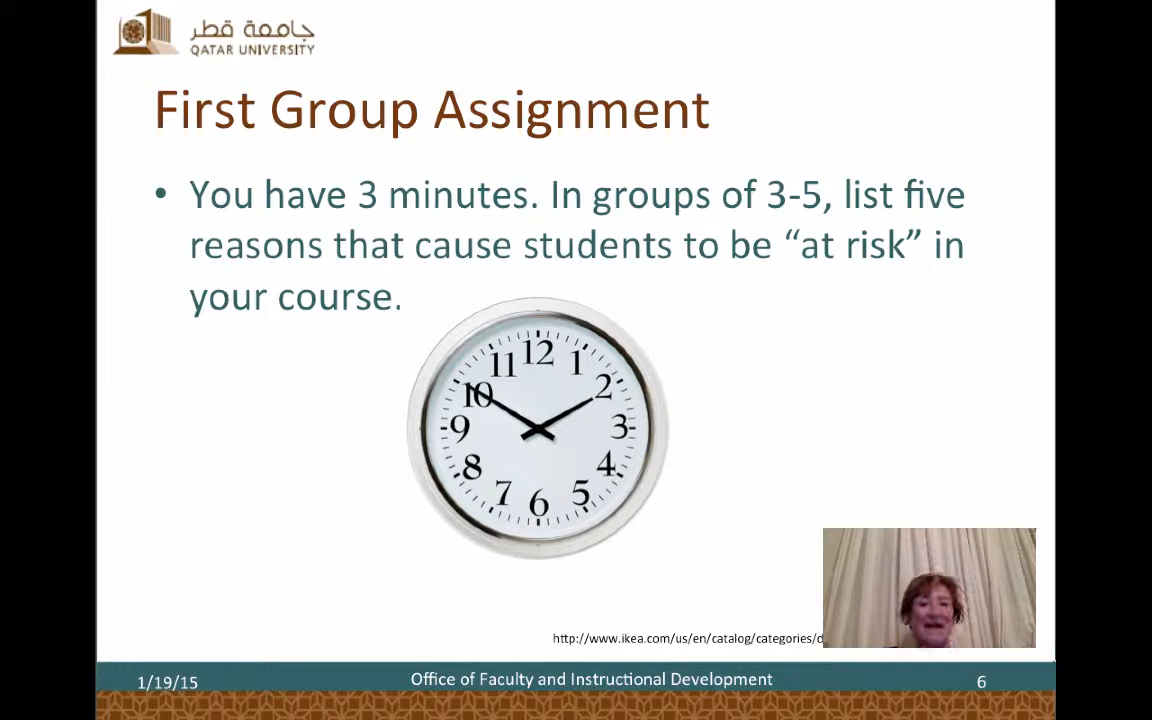 جامعة قطر
QATAR UNIVERSITY
First Group Assignment
• You have 3 minutes. In groups of 3-5, list five
reasons that cause students to be “at risk” in
your course.
12
1
2
3
4
5
6
7
8
9
10
11
http://www.ikea.com/us/en/catalog/categories/d
1/19/15
Office of Faculty and Instructional Development
6